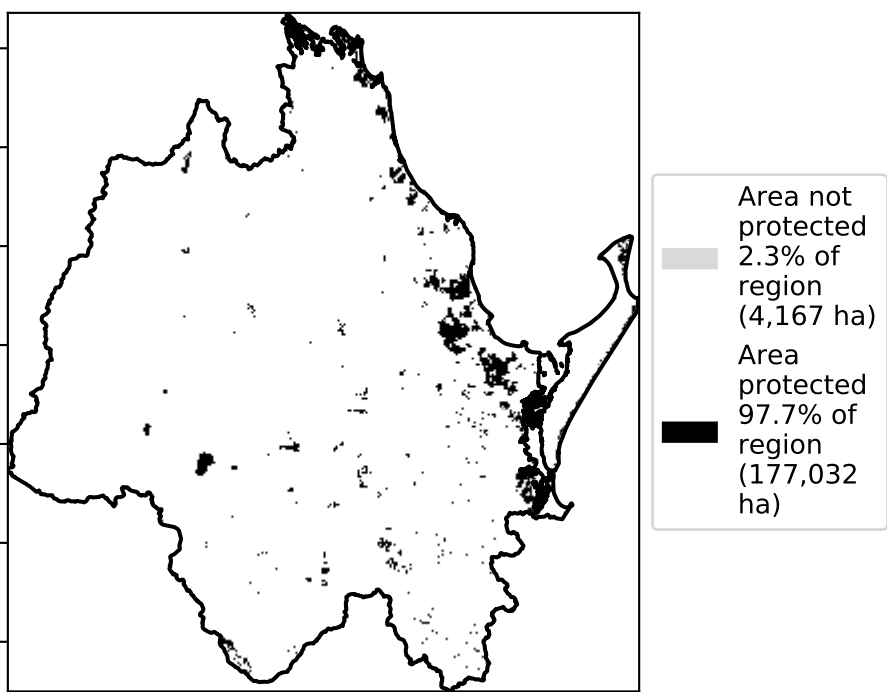 Area not
protected
2.3% of
region
(4,167 ha)
Area
protected
97.7% of
region
(177,032
ha)